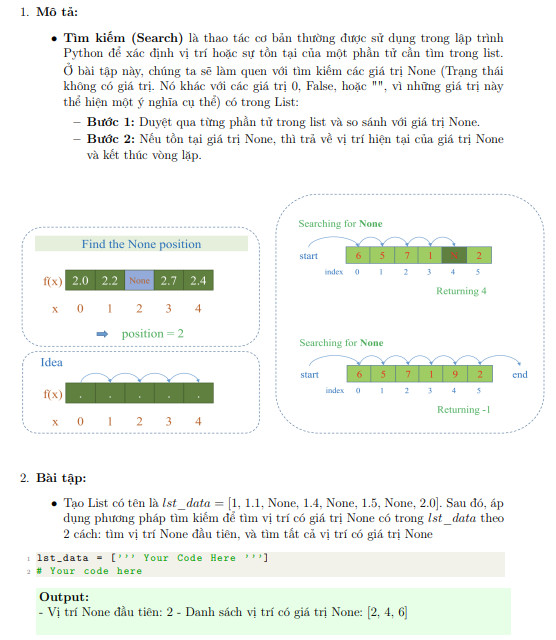 1. Mô tả:
• Tìm kiếm (Search) là thao tác cơ bản thường được sử dụng trong lập trình
Python để xác định vị trí hoặc sự tồn tại của một phần tử cần tìm trong list.
Ở bài tập này, chúng ta sẽ làm quen với tìm kiếm các giá trị None (Trạng thái
không có giá trị. Nó khác với các giá trị 0, False, hoặc "", vì những giá trị này
thể hiện một ý nghĩa cụ thể) có trong List:
– Bước 1: Duyệt qua từng phần tử trong list và so sánh với giá trị None.
– Bước 2: Nếu tồn tại giá trị None, thì trả về vị trí hiện tại của giá trị None
và kết thúc vòng lặp.
Find the None position
f(x) 2.0 2.2 None 2.7 2.4
x 0 1 2 3 4
position = 2
Idea
f(x) . . . . .
x 0 1 2 3 4
Searching for None
start 6 5 7 1 2
index 0 1 2 3 4 5
Returning 4
Searching for None
start 6 5 7 1 9 2 end
index 0 1 2 3 4 5
Returning -1
2. Bài tập:
• Tạo List có tên là lst_data = [1, 1.1, None, 1.4, None, 1.5, None, 2.0]. Sau đó, áp
dụng phương pháp tìm kiếm để tìm vị trí có giá trị None có trong lst_data theo
2 cách: tìm vị trí None đầu tiên, và tìm tất cả vị trí có giá trị None
1 lst_data = [''' Your Code Here ''']
2 # Your code here
Output:
- Vị trí None đầu tiên: 2 - Danh sách vị trí có giá trị None: [2, 4, 6]